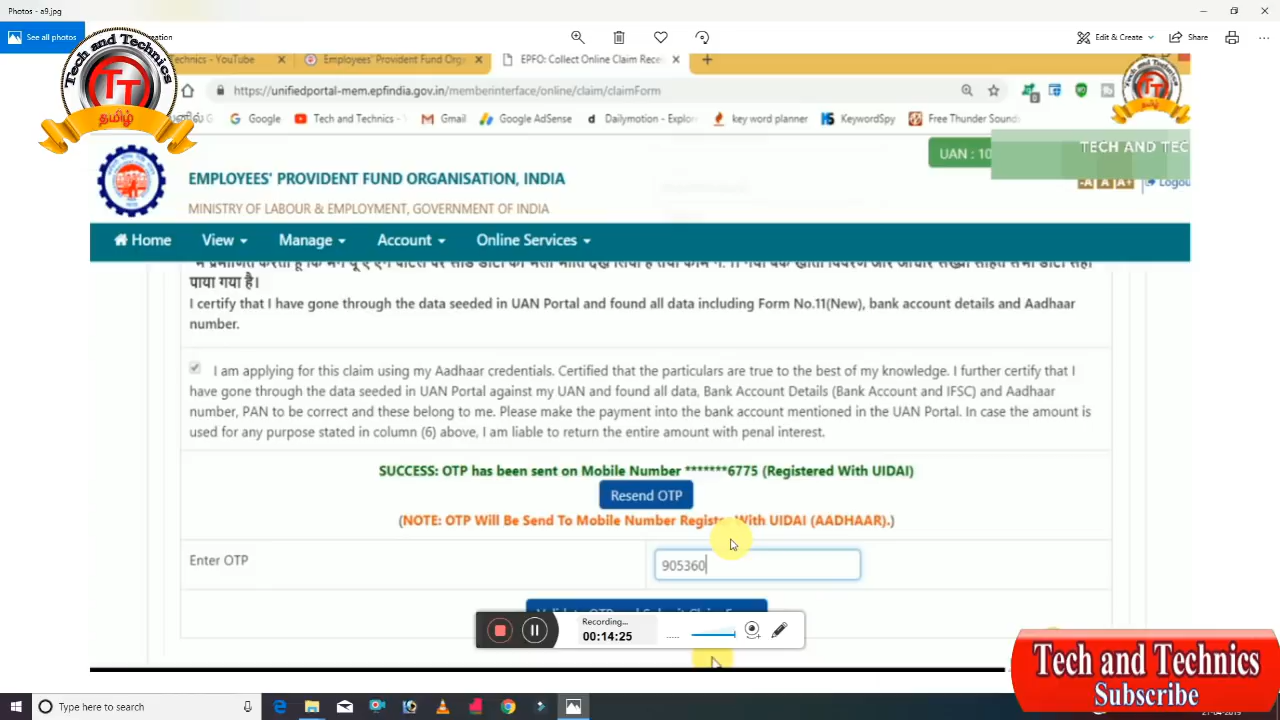 Photos - a9.jpg
See all photos
Edit & Create
Share
Tech and Technics
TT
தமிழ்
Technics - YouTube
Employees' Provident Fund Orga
EPFO: Collect Online Claim Rece
https://unifiedportal-mem.epfindia.gov.in/memberinterface/online/claim/claimForm
Google
Tech and Technics -
Gmail
Google AdSense
Dailymotion - Explor
key word planner
KeywordSpy
Free Thunder Sound
EMPLOYEES' PROVIDENT FUND ORGANISATION, INDIA
MINISTRY OF LABOUR & EMPLOYMENT, GOVERNMENT OF INDIA
UAN : 10
TECH AND TEC
-A A A+
Logou
Home
View
Manage
Account
Online Services
पाया गया है।
I certify that I have gone through the data seeded in UAN Portal and found all data including Form No.11(New), bank account details and Aadhaar
number.
I am applying for this claim using my Aadhaar credentials. Certified that the particulars are true to the best of my knowledge. I further certify that I
have gone through the data seeded in UAN Portal against my UAN and found all data, Bank Account Details (Bank Account and IFSC) and Aadhaar
number, PAN to be correct and these belong to me. Please make the payment into the bank account mentioned in the UAN Portal. In case the amount is
used for any purpose stated in column (6) above, I am liable to return the entire amount with penal interest.
SUCCESS: OTP has been sent on Mobile Number *******6775 (Registered With UIDAI)
Resend OTP
(NOTE: OTP Will Be Send To Mobile Number Registe With UIDAI (AADHAAR).)
Enter OTP
905360
Recording...
00:14:25
Tech and Technics
Subscribe
Type here to search
21-04-2019